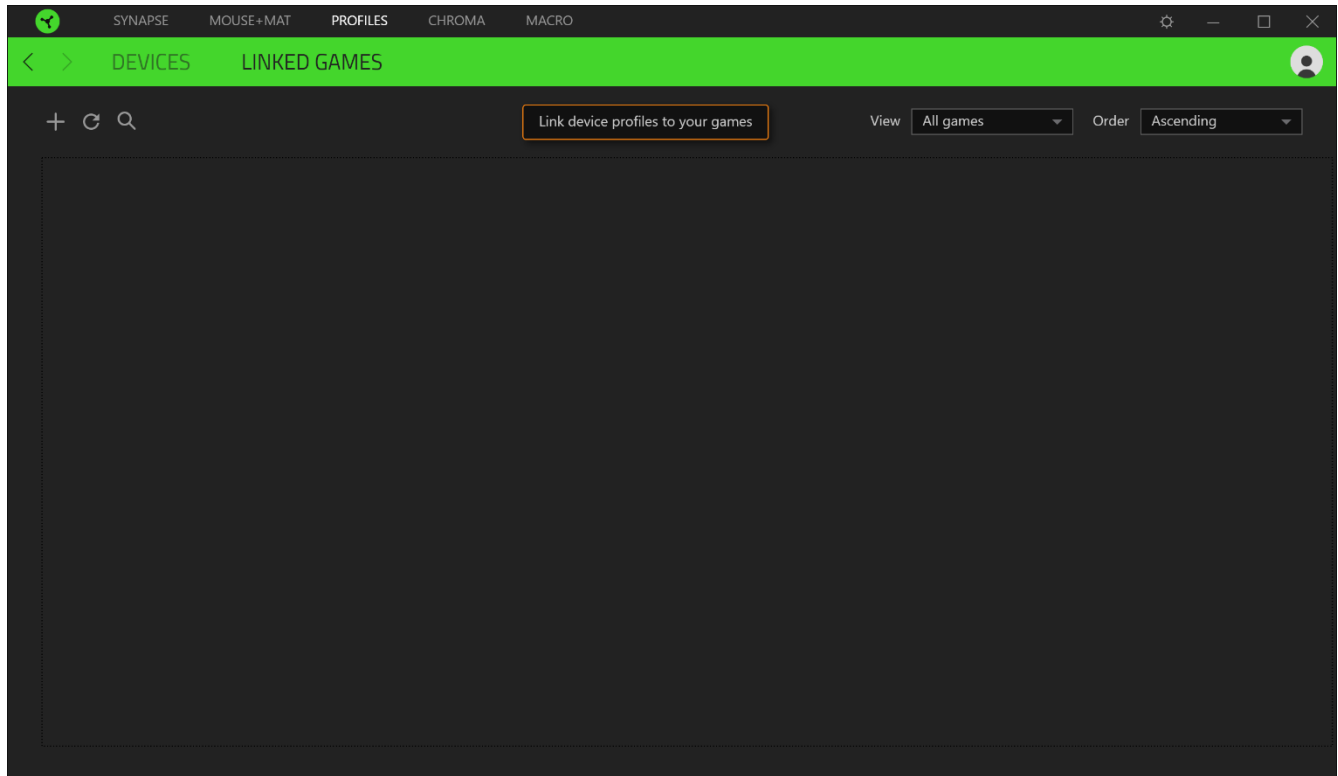 SYNAPSE MOUSE+MAT PROFILES CHROMA MACRO
DEVICES LINKED GAMES
Link device profiles to your games View All games Order Ascending